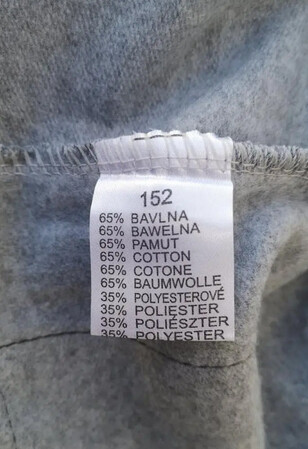 152
65% BAVLNA
65% BAWELNA
65% PAMUT
65% COTTON
65% COTONE
65% BAUMWOLLE
35% POLYESTEROVÉ
35% POLIESTER
35% POLIÉSZTER
35% POLYESTER